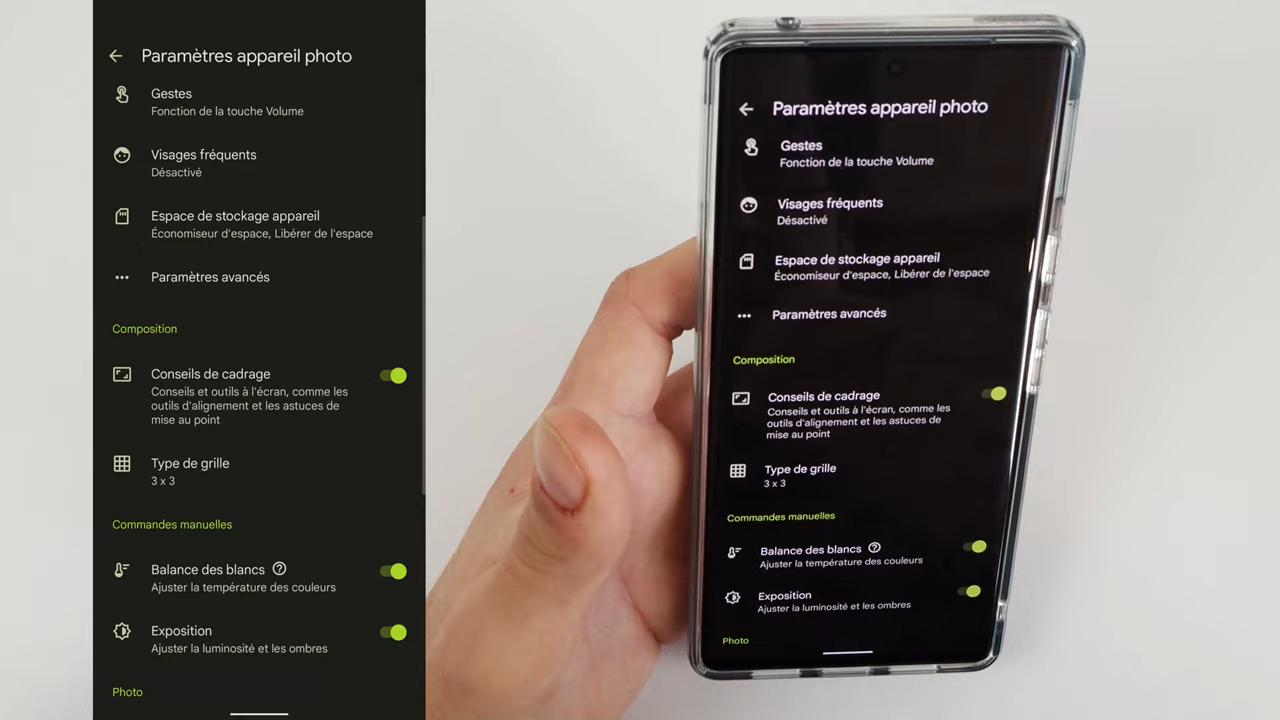 Paramètres appareil photo
Gestes
Fonction de la touche Volume
Visages fréquents
Désactivé
Espace de stockage appareil
Économiseur d'espace, Libérer de l'espace
Paramètres avancés
Composition
Conseils de cadrage
Conseils et outils à l'écran, comme les
outils d'alignement et les astuces de
mise au point
Type de grille
3 x 3
Commandes manuelles
Balance des blancs
Ajuster la température des couleurs
Exposition
Ajuster la luminosité et les ombres
Photo
Paramètres appareil photo
Gestes
Fonction de la touche Volume
Visages fréquents
Désactivé
Espace de stockage appareil
Économiseur d'espace, Libérer de l'espace
Paramètres avancés
Composition
Conseils de cadrage
Conseils et outils à l'écran, comme les
outils d'alignement et les astuces de
mise au point
Type de grille
3 x 3
Commandes manuelles
Balance des blancs
Ajuster la température des couleurs
Exposition
Ajuster la luminosité et les ombres
Photo